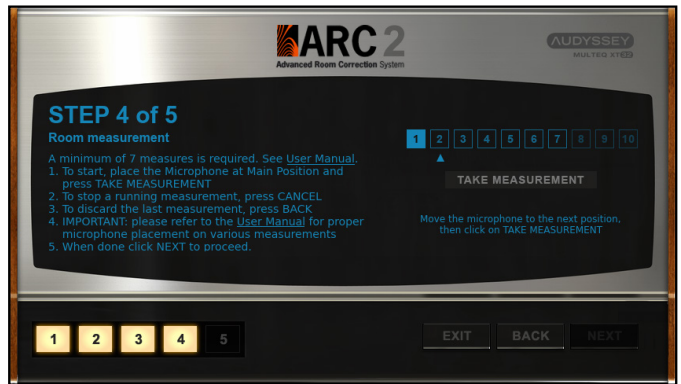 ARC 2
Advanced Room Correction System
AUDYSSEY
MULTEQ XT32
STEP 4 of 5
Room measurement
A minimum of 7 measures is required. See User Manual.
1. To start, place the Microphone at Main Position and
press TAKE MEASUREMENT
2. To stop a running measurement, press CANCEL
3. To discard the last measurement, press BACK
4. IMPORTANT: please refer to the User Manual for proper
microphone placement on various measurements
5. When done click NEXT to proceed.
1 2 3 4 5 6 7 8 9 10
TAKE MEASUREMENT
Move the microphone to the next position,
then click on TAKE MEASUREMENT
1 2 3 4 5
EXIT BACK NEXT